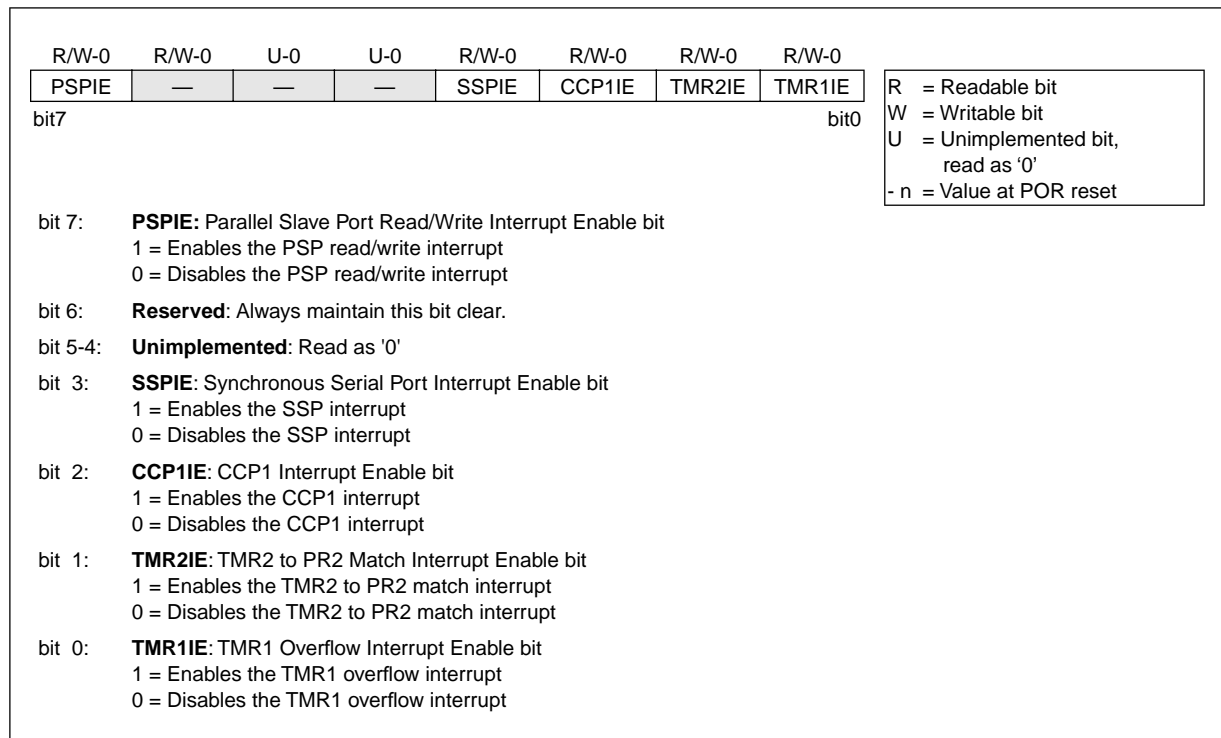 R/W-0 R/W-0 U-0 U-0 R/W-0 R/W-0 R/W-0 R/W-0
PSPIE — — — SSPIE CCP1IE TMR2IE TMR1IE
bit7 bit0
R = Readable bit
W = Writable bit
U = Unimplemented bit,
read as ‘0’
- n = Value at POR reset
bit 7: PSPIE: Parallel Slave Port Read/Write Interrupt Enable bit
1 = Enables the PSP read/write interrupt
0 = Disables the PSP read/write interrupt
bit 6: Reserved: Always maintain this bit clear.
bit 5-4: Unimplemented: Read as '0'
bit 3: SSPIE: Synchronous Serial Port Interrupt Enable bit
1 = Enables the SSP interrupt
0 = Disables the SSP interrupt
bit 2: CCP1IE: CCP1 Interrupt Enable bit
1 = Enables the CCP1 interrupt
0 = Disables the CCP1 interrupt
bit 1: TMR2IE: TMR2 to PR2 Match Interrupt Enable bit
1 = Enables the TMR2 to PR2 match interrupt
0 = Disables the TMR2 to PR2 match interrupt
bit 0: TMR1IE: TMR1 Overflow Interrupt Enable bit
1 = Enables the TMR1 overflow interrupt
0 = Disables the TMR1 overflow interrupt